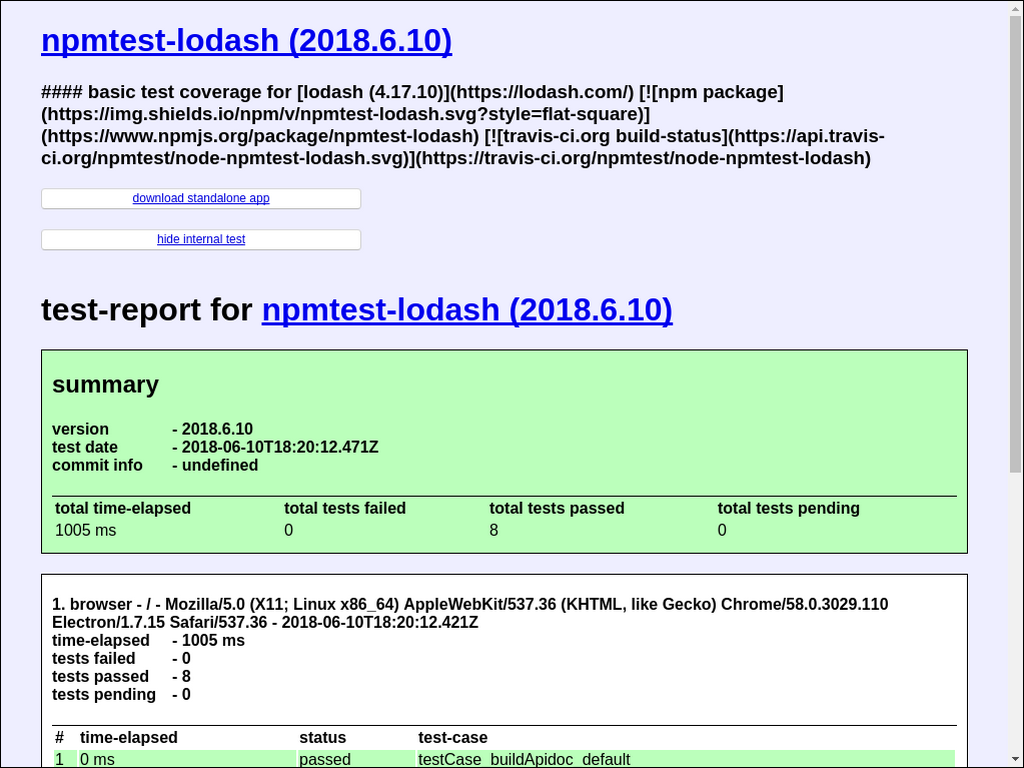 npmtest-lodash (2018.6.10)
#### basic test coverage for [lodash (4.17.10)](https://lodash.com/) [![npm package]
(https://img.shields.io/npm/v/npmtest-lodash.svg?style=flat-square)]
(https://www.npmjs.org/package/npmtest-lodash) [![travis-ci.org build-status](https://api.travis-
ci.org/npmtest/node-npmtest-lodash.svg)](https://travis-ci.org/npmtest/node-npmtest-lodash)
download standalone app
hide internal test
test-report for npmtest-lodash (2018.6.10)
summary
version - 2018.6.10
test date - 2018-06-10T18:20:12.471Z
commit info - undefined
total time-elapsed total tests failed total tests passed total tests pending
1005 ms 0 8 0
1. browser - / - Mozilla/5.0 (X11; Linux x86_64) AppleWebKit/537.36 (KHTML, like Gecko) Chrome/58.0.3029.110
Electron/1.7.15 Safari/537.36 - 2018-06-10T18:20:12.421Z
time-elapsed - 1005 ms
tests failed - 0
tests passed - 8
tests pending - 0
# time-elapsed status test-case
1 0 ms passed testCase_buildApidoc_default